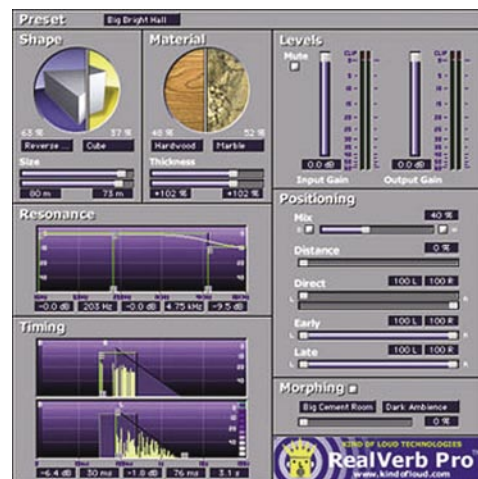 Preset Big Bright Hall
Shape
63 % 37 %
Reverse ... Cube
Size
80 m 73 m
Material
48 % 52 %
Hardwood Marble
Thickness
+102 % +102 %
Levels
Mute
CLIP CLIP
0.0 dB 0.0 dB
Input Gain Output Gain
Resonance
-0.0 dB 203 Hz -0.0 dB 4.75 kHz -9.5 dB
Positioning
Mix 40 %
Distance 0 %
Direct 100 L 100 R
L R
Early 100 L 100 R
L R
Late 100 L 100 R
L R
Timing
-6.4 dB 30 ms -1.8 dB 76 ms 3.1 s
Morphing
Big Cement Room Dark Ambience
0 %
KIND OF LOUD TECHNOLOGIES
RealVerb Pro
www.kindofloud.com